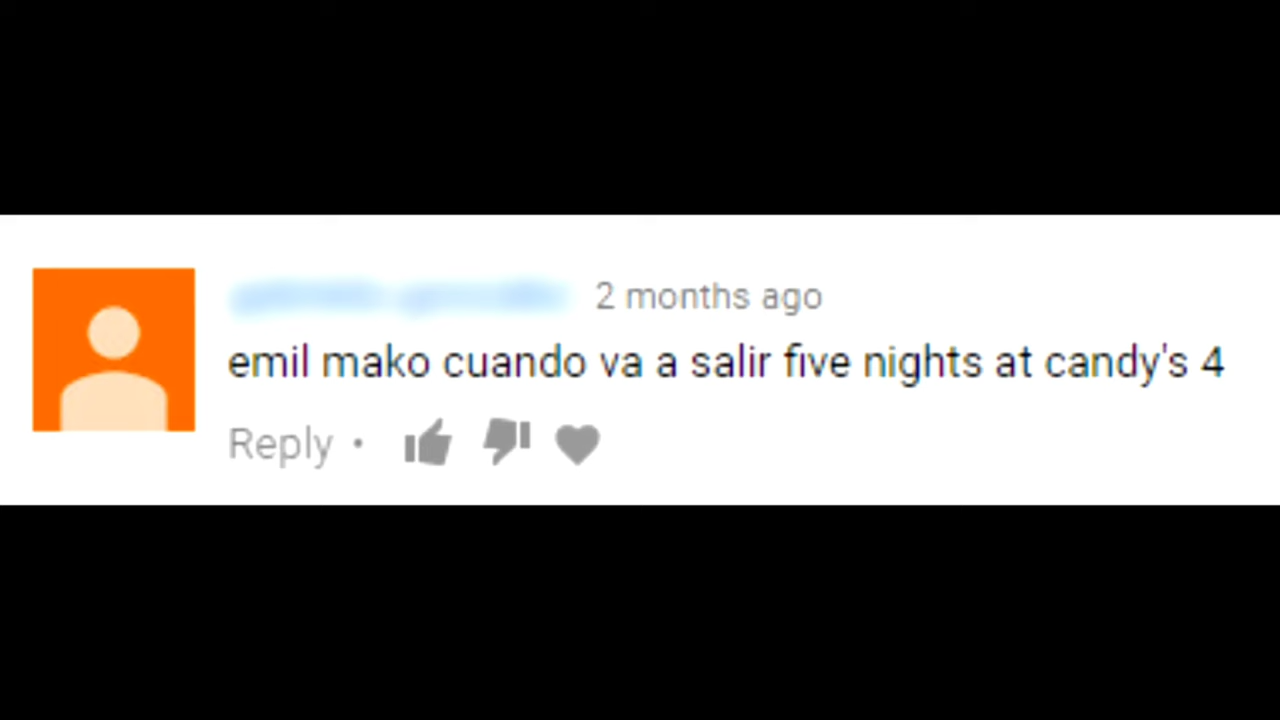 2 months ago
emil mako cuando va a salir five nights at candy's 4
Reply •